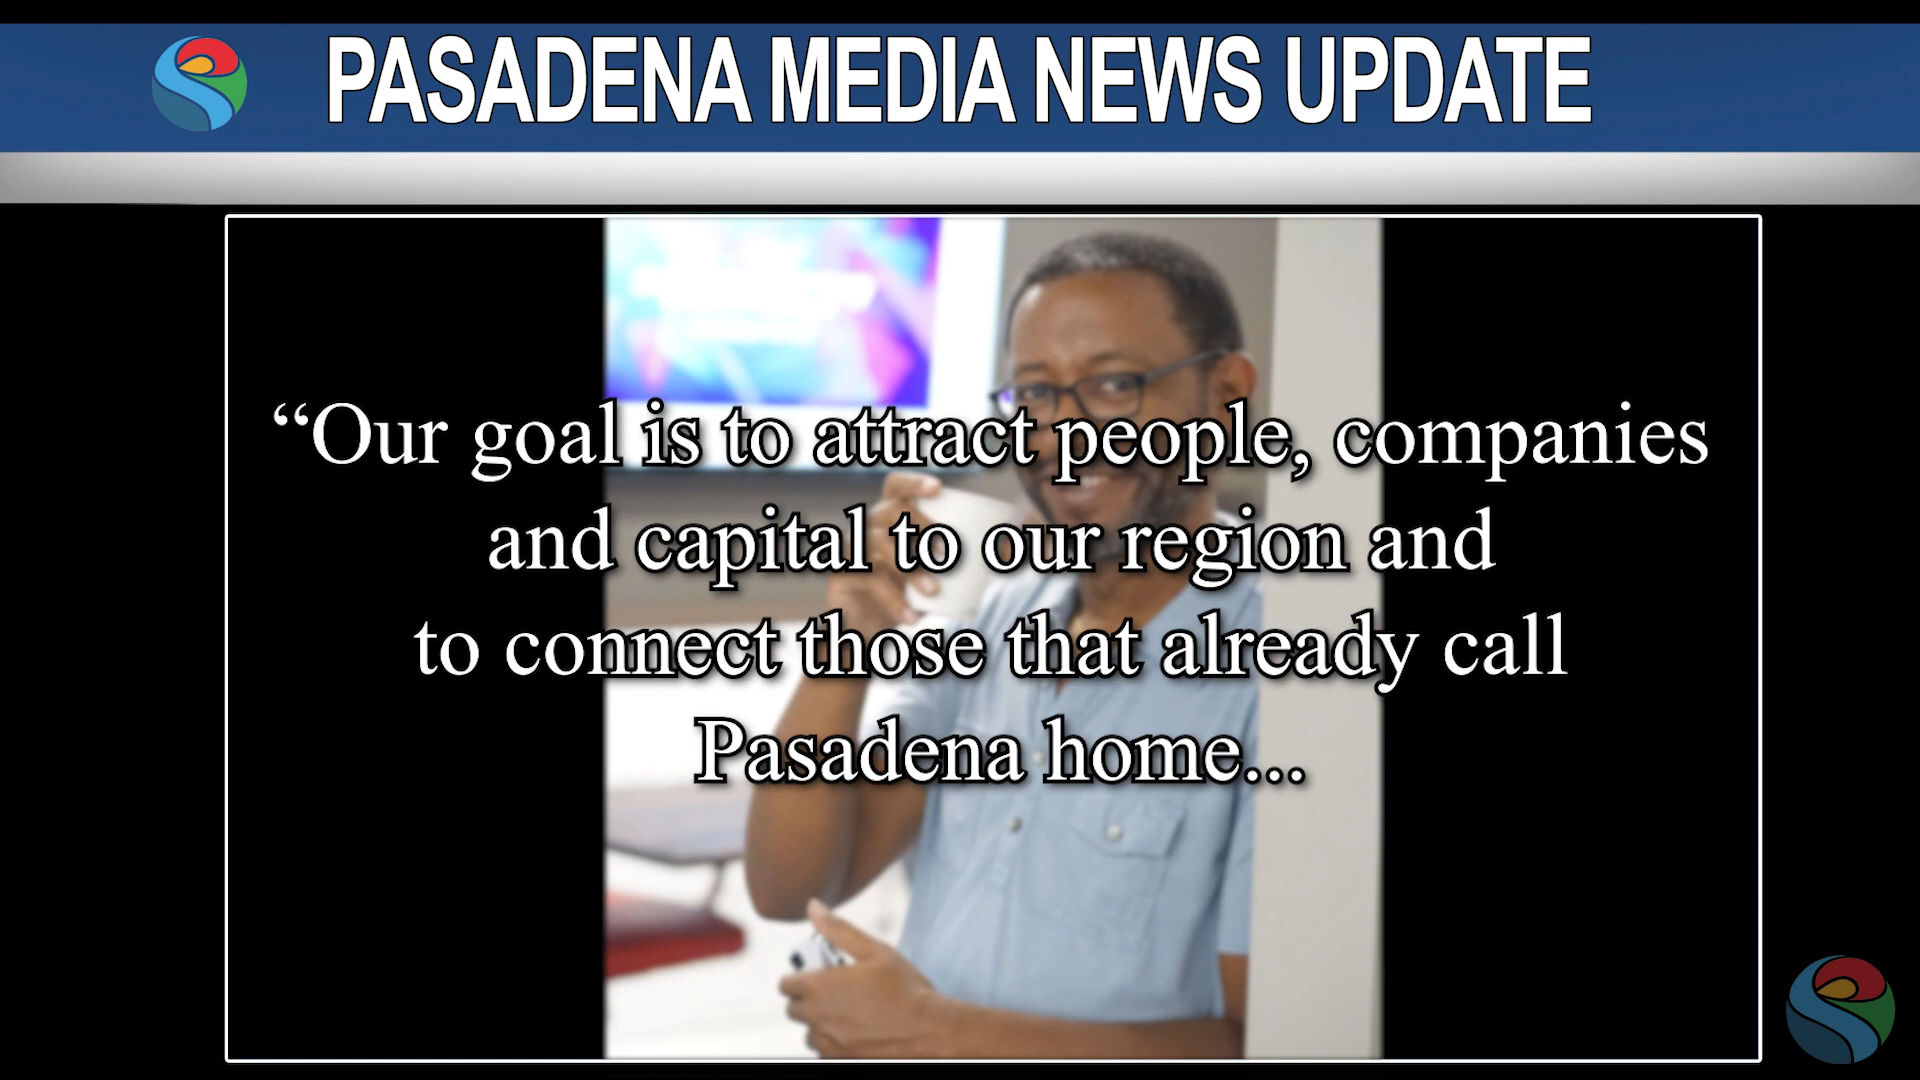 PASADENA MEDIA NEWS UPDATE
“Our goal is to attract people, companies
and capital to our region and
to connect those that already call
Pasadena home...